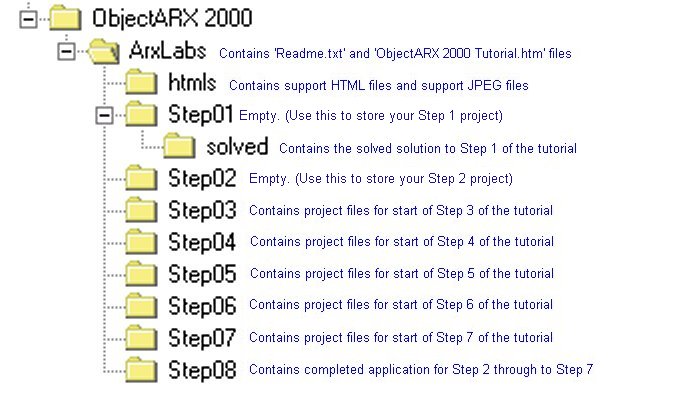 ObjectARX 2000
ArxLabs Contains 'Readme.txt' and 'ObjectARX 2000 Tutorial.htm' files
htmls Contains support HTML files and support JPEG files
Step01 Empty. (Use this to store your Step 1 project)
solved Contains the solved solution to Step 1 of the tutorial
Step02 Empty. (Use this to store your Step 2 project)
Step03 Contains project files for start of Step 3 of the tutorial
Step04 Contains project files for start of Step 4 of the tutorial
Step05 Contains project files for start of Step 5 of the tutorial
Step06 Contains project files for start of Step 6 of the tutorial
Step07 Contains project files for start of Step 7 of the tutorial
Step08 Contains completed application for Step 2 through to Step 7